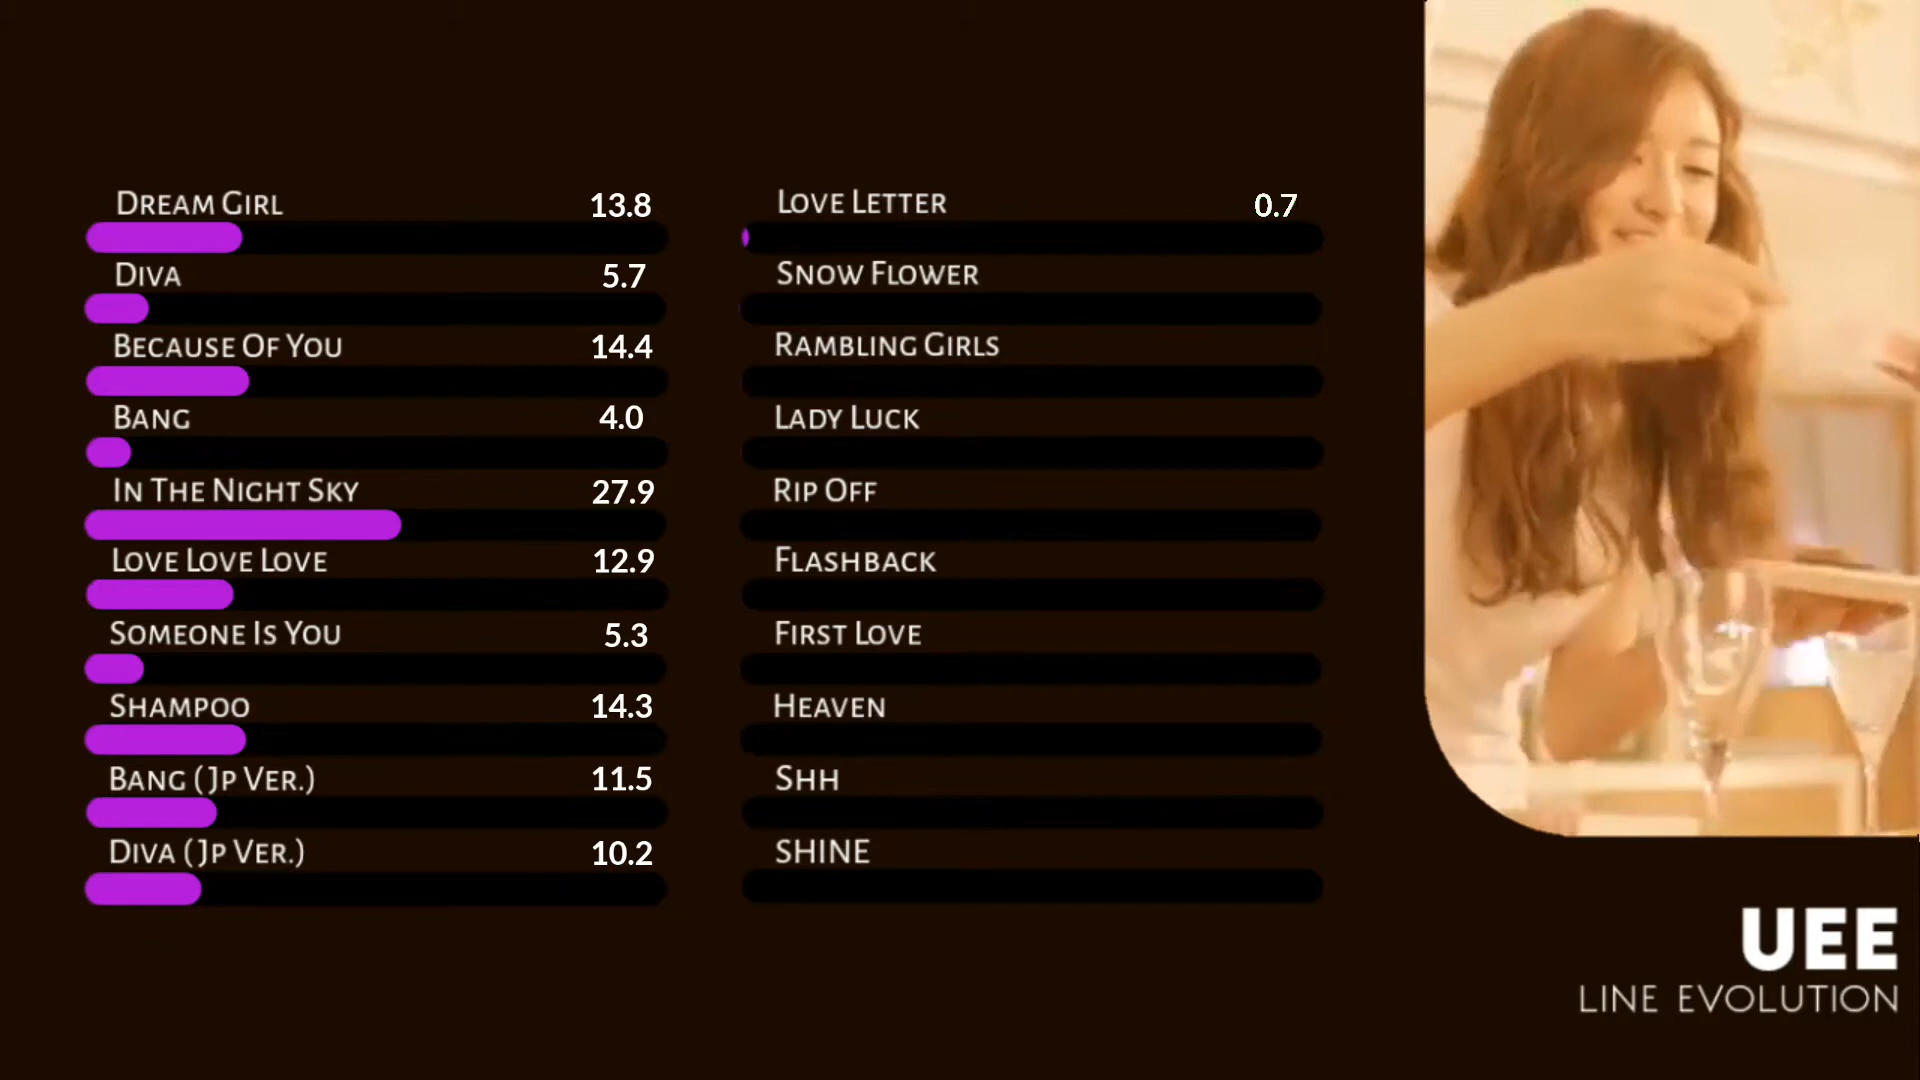 DREAM GIRL 13.8
DIVA 5.7
BECAUSE OF YOU 14.4
BANG 4.0
IN THE NIGHT SKY 27.9
LOVE LOVE LOVE 12.9
SOMEONE IS YOU 5.3
SHAMPOO 14.3
BANG (JP VER.) 11.5
DIVA (JP VER.) 10.2
LOVE LETTER 0.7
SNOW FLOWER
RAMBLING GIRLS
LADY LUCK
RIP OFF
FLASHBACK
FIRST LOVE
HEAVEN
SHH
SHINE
UEE
LINE EVOLUTION